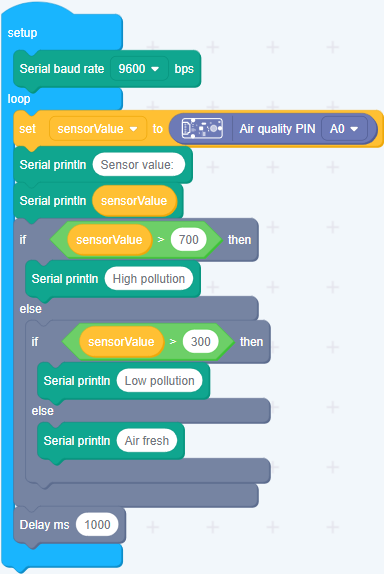 setup
Serial baud rate 9600 bps
loop
set sensorValue to Air quality PIN A0
Serial println Sensor value:
Serial println sensorValue
if sensorValue > 700 then
Serial println High pollution
else
if sensorValue > 300 then
Serial println Low pollution
else
Serial println Air fresh
Delay ms 1000